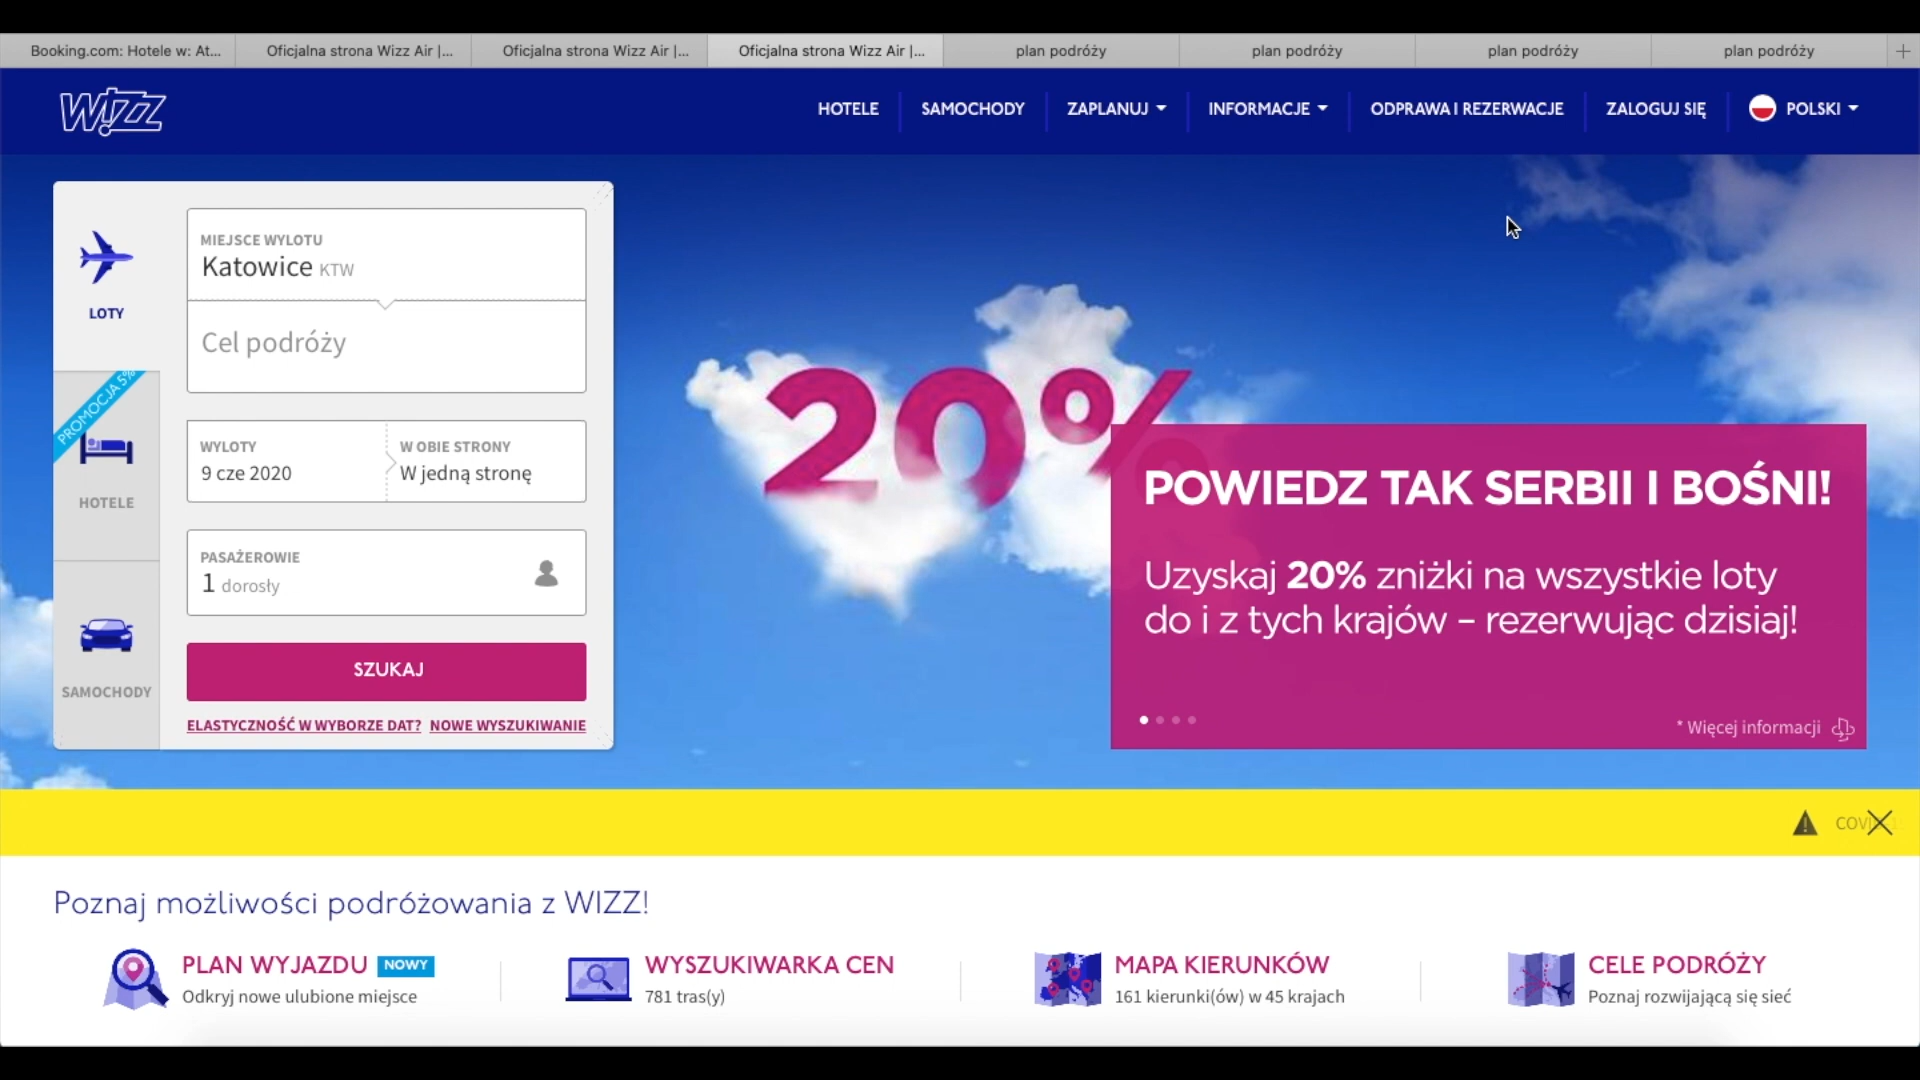 Booking.com: Hotele w: At...
Oficjalna strona Wizz Air |...
Oficjalna strona Wizz Air |...
Oficjalna strona Wizz Air |...
plan podróży
plan podróży
plan podróży
plan podróży
WIZZ
HOTELE
SAMOCHODY
ZAPLANUJ
INFORMACJE
ODPRAWA I REZERWACJE
ZALOGUJ SIĘ
POLSKI
LOTY
PROMOCJA 5%
HOTELE
SAMOCHODY
MIEJSCE WYLOTU
Katowice KTW
Cel podróży
WYLOTY
9 cze 2020
W OBIE STRONY
W jedną stronę
PASAŻEROWIE
1 dorosły
SZUKAJ
ELASTYCZNOŚĆ W WYBORZE DAT? NOWE WYSZUKIWANIE
20%
POWIEDZ TAK SERBII I BOŚNI!
Uzyskaj 20% zniżki na wszystkie loty
do i z tych krajów – rezerwując dzisiaj!
* Więcej informacji
Poznaj możliwości podróżowania z WIZZ!
PLAN WYJAZDU NOWY
Odkryj nowe ulubione miejsce
WYSZUKIWARKA CEN
781 tras(y)
MAPA KIERUNKÓW
161 kierunki(ów) w 45 krajach
CELE PODRÓŻY
Poznaj rozwijającą się sieć